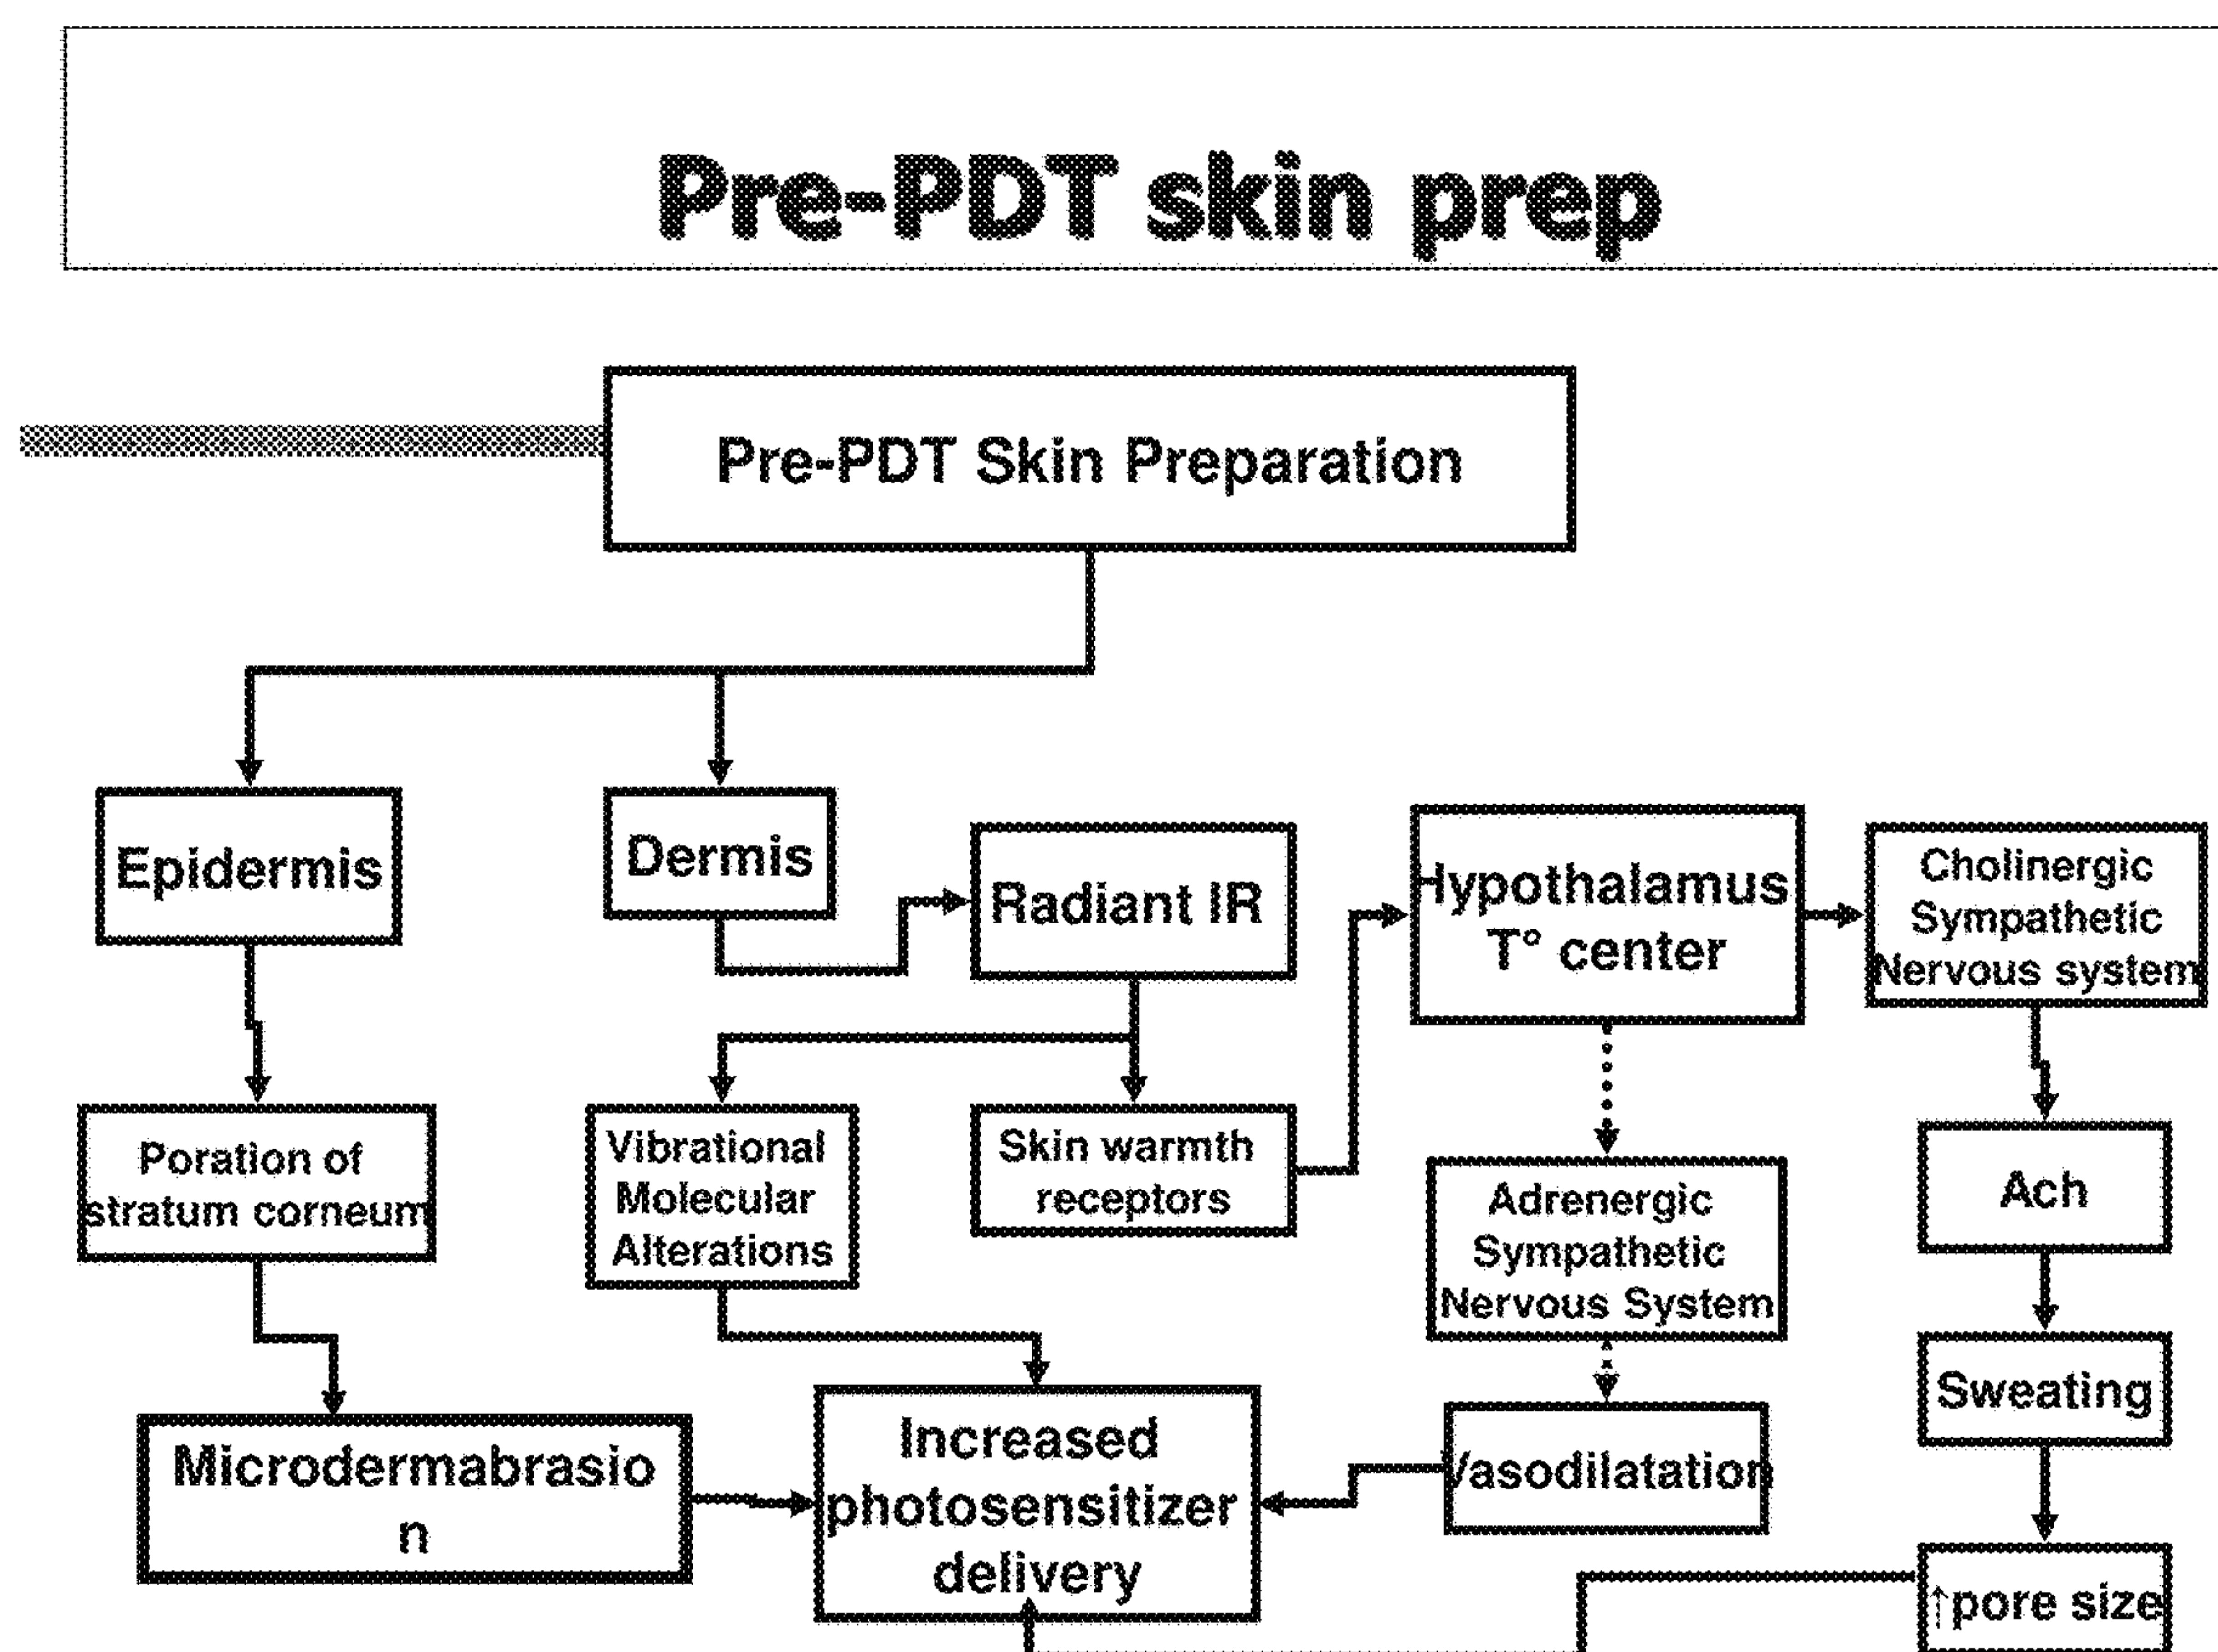 Pre-PDT skin prep
Pre-PDT Skin Preparation
Epidermis
Dermis
Radiant IR
Hypothalamus
T° center
Cholinergic
Sympathetic
Nervous system
Poration of
stratum corneum
Vibrational
Molecular
Alterations
Skin warmth
receptors
Adrenergic
Sympathetic
Nervous System
Ach
Sweating
Microdermabrasio
n
Increased
photosensitizer
delivery
Vasodilatation
↑pore size